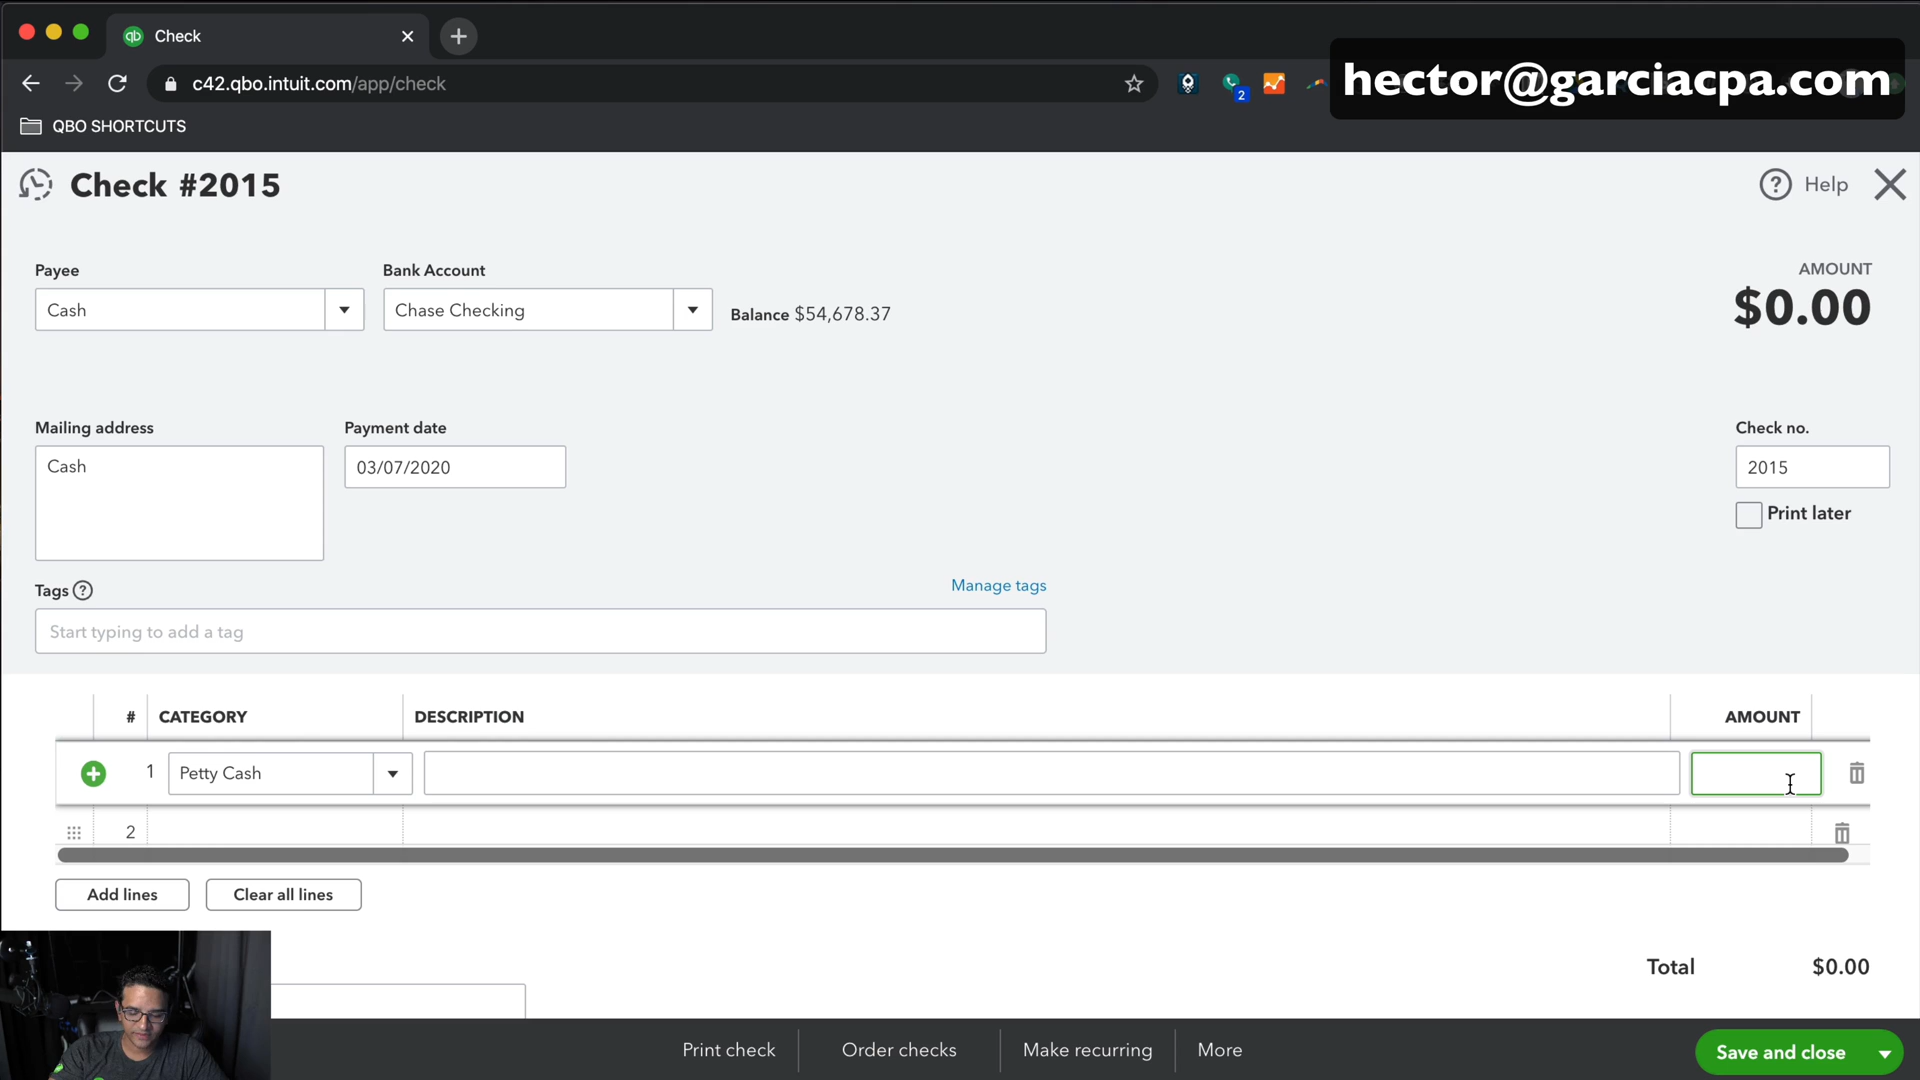 Check
c42.qbo.intuit.com/app/check
2
hector@garciacpa.com
QBO SHORTCUTS
Check #2015
Help
Payee
Bank Account
AMOUNT
Cash
Chase Checking
Balance $54,678.37
$0.00
Mailing address
Payment date
Check no.
Cash
03/07/2020
2015
Print later
Tags
Manage tags
Start typing to add a tag
# CATEGORY DESCRIPTION AMOUNT
1 Petty Cash
2
Add lines
Clear all lines
Total $0.00
Print check
Order checks
Make recurring
More
Save and close